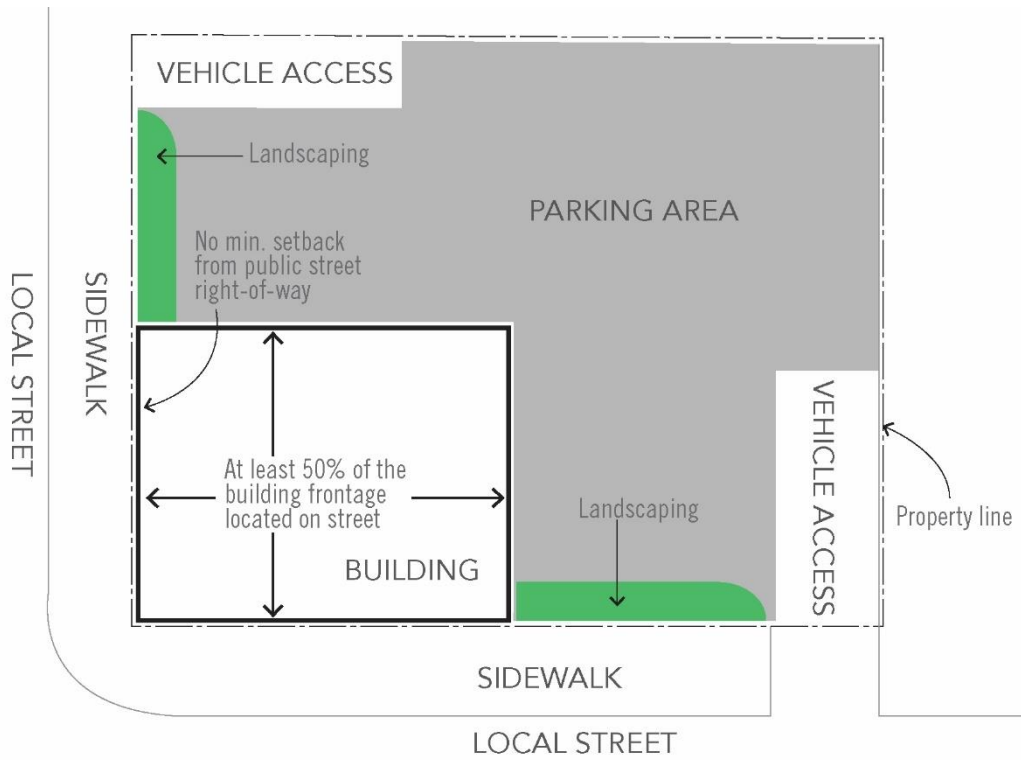 VEHICLE ACCESS
Landscaping
PARKING AREA
No min. setback
from public street
right-of-way
LOCAL STREET
SIDEWALK
At least 50% of the
building frontage
located on street
BUILDING
Landscaping
VEHICLE ACCESS
Property line
SIDEWALK
LOCAL STREET